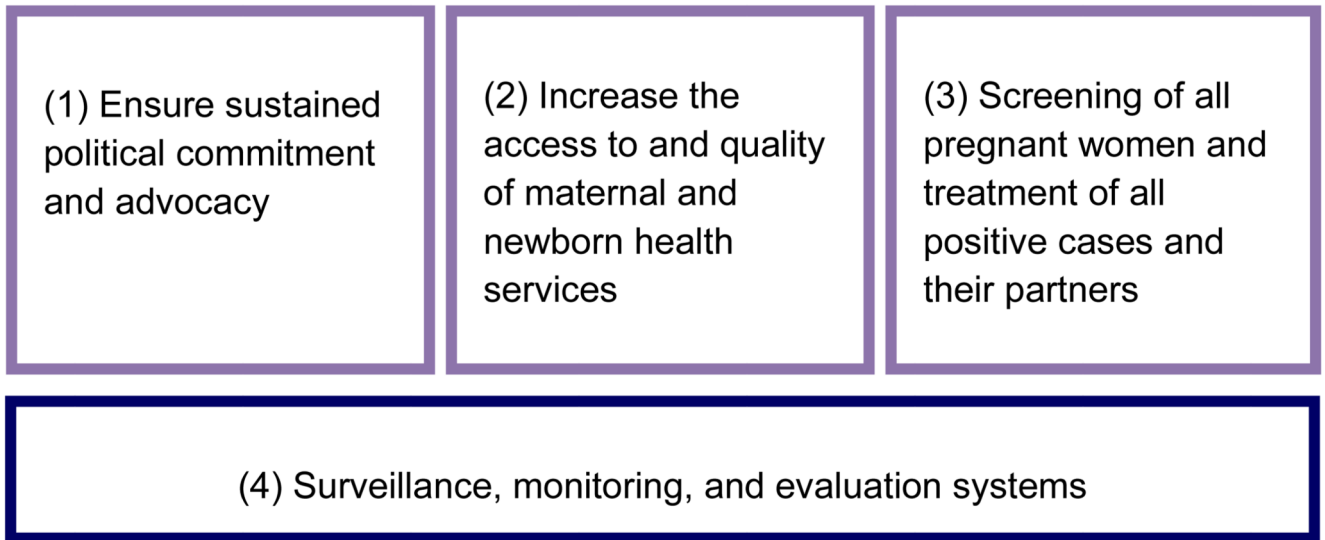 (1) Ensure sustained
political commitment
and advocacy
(2) Increase the
access to and quality
of maternal and
newborn health
services
(3) Screening of all
pregnant women and
treatment of all
positive cases and
their partners
(4) Surveillance, monitoring, and evaluation systems